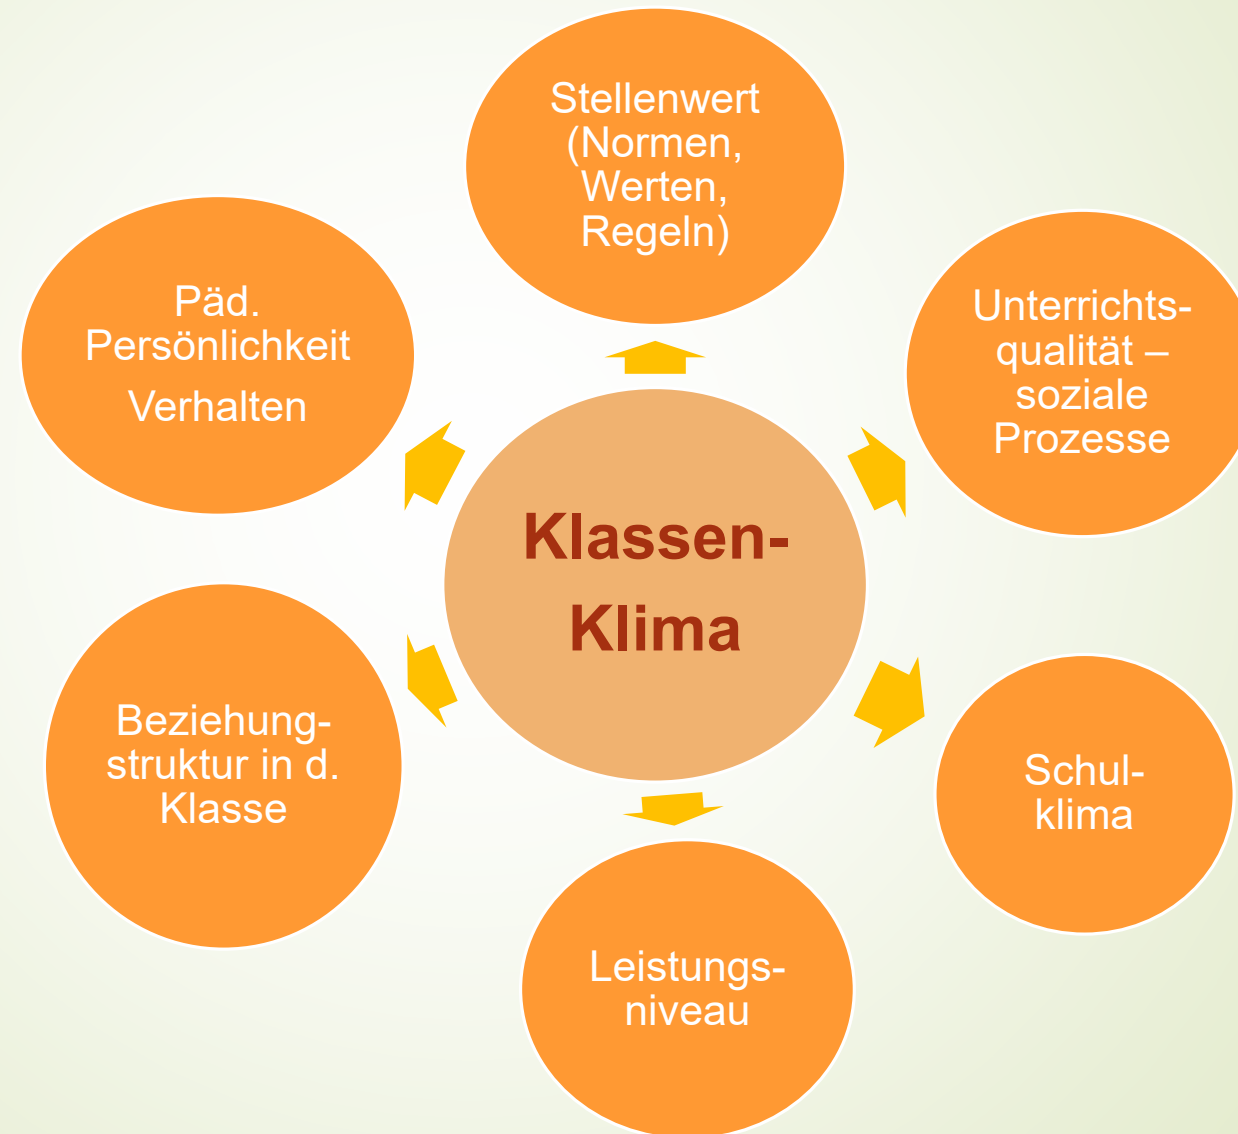 Stellenwert
(Normen,
Werten,
Regeln)
Päd.
Persönlichkeit
Verhalten
Unterrichts-
qualität –
soziale
Prozesse
Klassen-
Klima
Beziehung-
struktur in d.
Klasse
Schul-
klima
Leistungs-
niveau